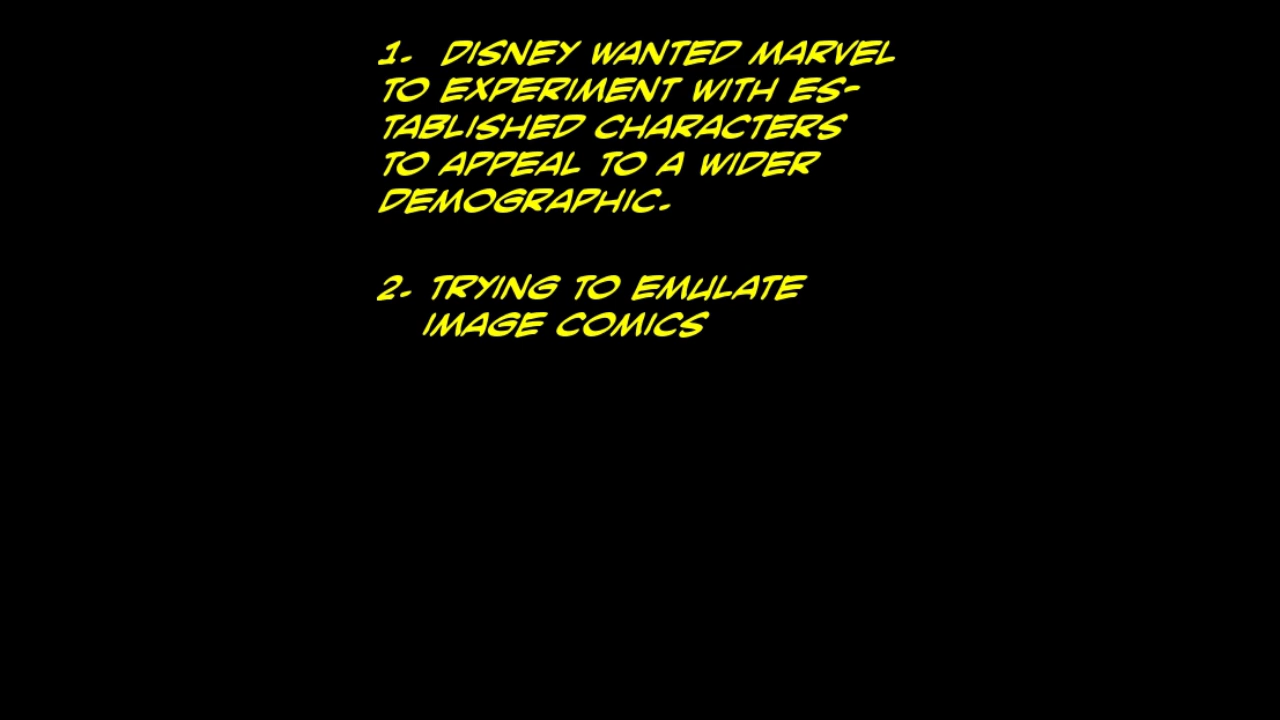 1. DISNEY WANTED MARVEL
TO EXPERIMENT WITH ES-
TABLISHED CHARACTERS
TO APPEAL TO A WIDER
DEMOGRAPHIC.
2. TRYING TO EMULATE
IMAGE COMICS